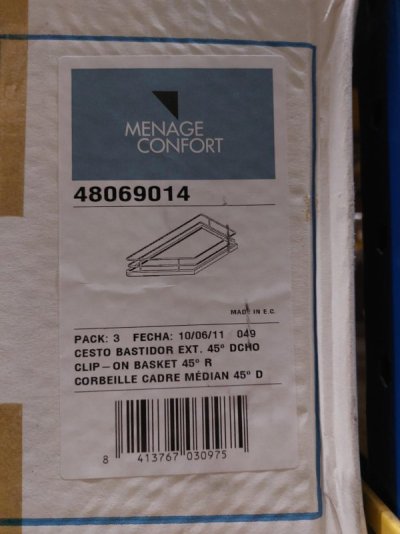 MENAGE
CONFORT
48069014
MADE IN E.C.
PACK: 3 FECHA: 10/06/11 049
CESTO BASTIDOR EXT. 45º DCHO
CLIP-ON BASKET 45º R
CORBEILLE CADRE MÉDIAN 45º D
8 413767 030975